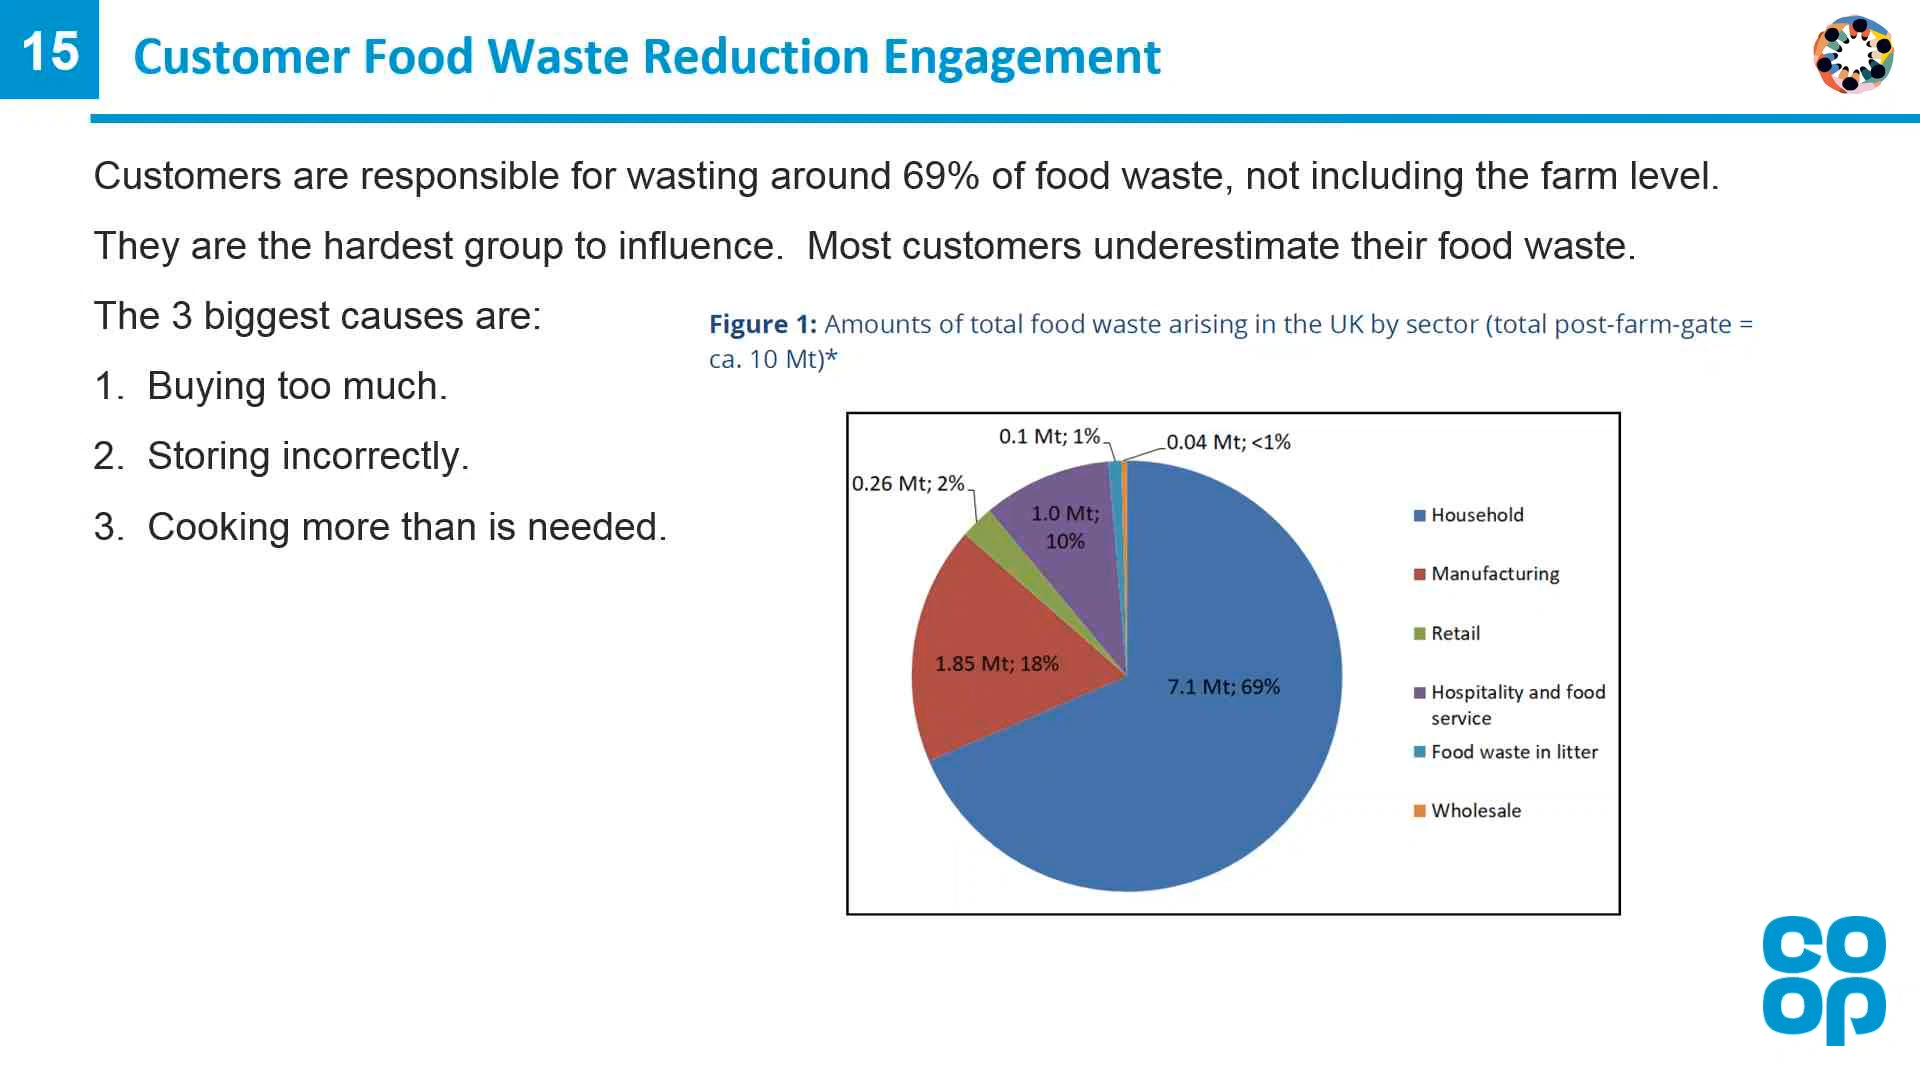 15
Customer Food Waste Reduction Engagement
Customers are responsible for wasting around 69% of food waste, not including the farm level.
They are the hardest group to influence.  Most customers underestimate their food waste.
The 3 biggest causes are:
1. Buying too much.
2. Storing incorrectly.
3. Cooking more than is needed.
Figure 1: Amounts of total food waste arising in the UK by sector (total post-farm-gate =
ca. 10 Mt)*
0.1 Mt; 1%
0.04 Mt; <1%
0.26 Mt; 2%
1.0 Mt;
10%
1.85 Mt; 18%
7.1 Mt; 69%
Household
Manufacturing
Retail
Hospitality and food
service
Food waste in litter
Wholesale
co
op